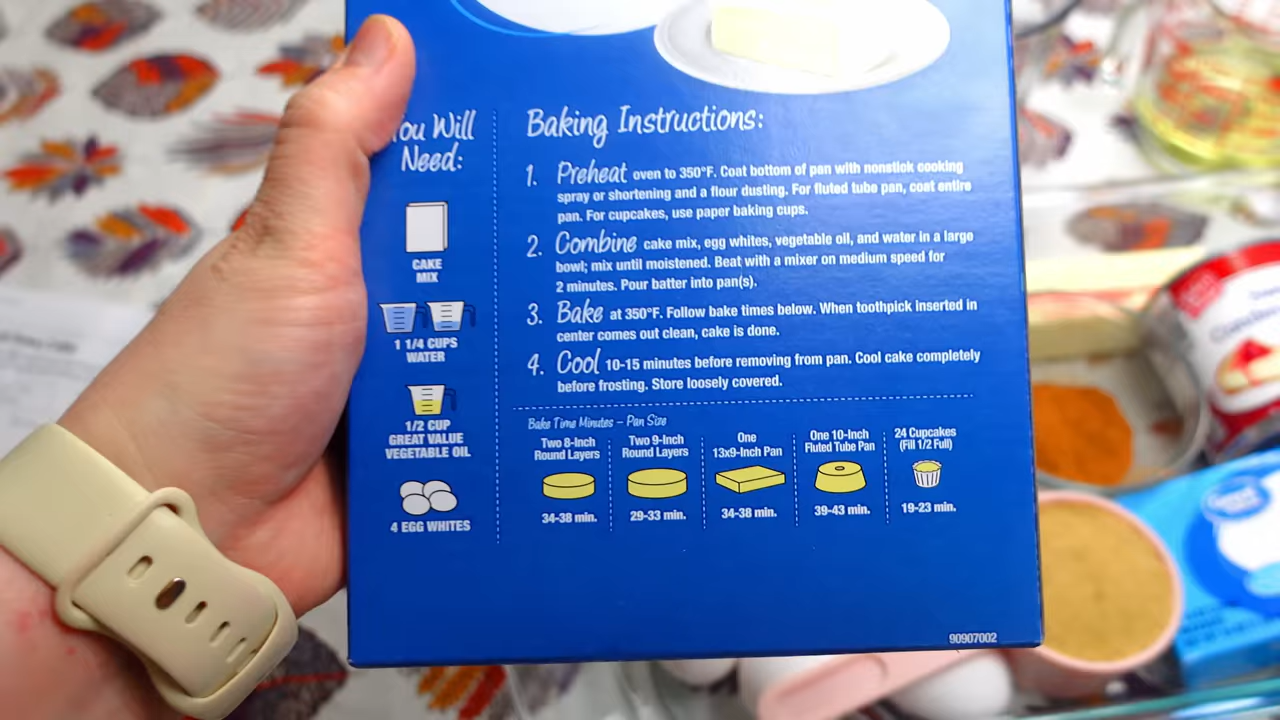 You Will
Need:
CAKE
MIX
1 1/4 CUPS
WATER
1/2 CUP
GREAT VALUE
VEGETABLE OIL
4 EGG WHITES
Baking Instructions:
1. Preheat oven to 350°F. Coat bottom of pan with nonstick cooking
spray or shortening and a flour dusting. For fluted tube pan, coat entire
pan. For cupcakes, use paper baking cups.
2. Combine cake mix, egg whites, vegetable oil, and water in a large
bowl; mix until moistened. Beat with a mixer on medium speed for
2 minutes. Pour batter into pan(s).
3. Bake at 350°F. Follow bake times below. When toothpick inserted in
center comes out clean, cake is done.
4. Cool 10-15 minutes before removing from pan. Cool cake completely
before frosting. Store loosely covered.
Bake Time Minutes – Pan Size
Two 8-Inch
Round Layers
34-38 min.
Two 9-Inch
Round Layers
29-33 min.
One
13x9-Inch Pan
34-38 min.
One 10-Inch
Fluted Tube Pan
39-43 min.
24 Cupcakes
(Fill 1/2 Full)
19-23 min.
90907002